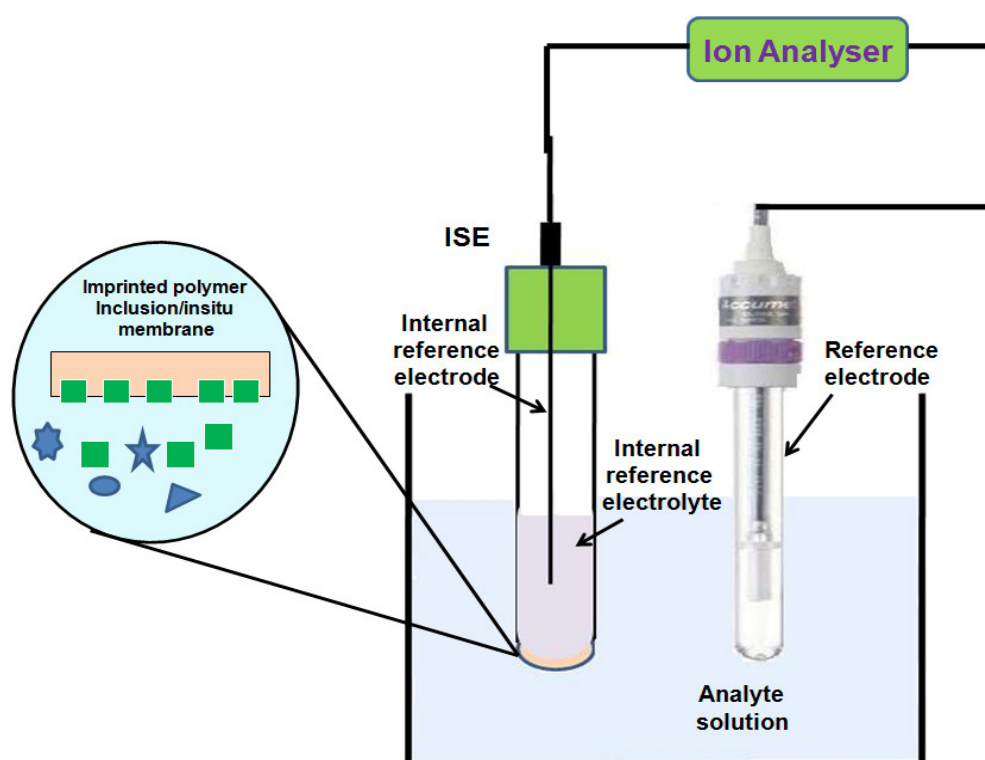 Ion Analyser
ISE
Imprinted polymer
Inclusion/insitu
membrane
Internal
reference
electrode
Reference
electrode
Internal
reference
electrolyte
Analyte
solution